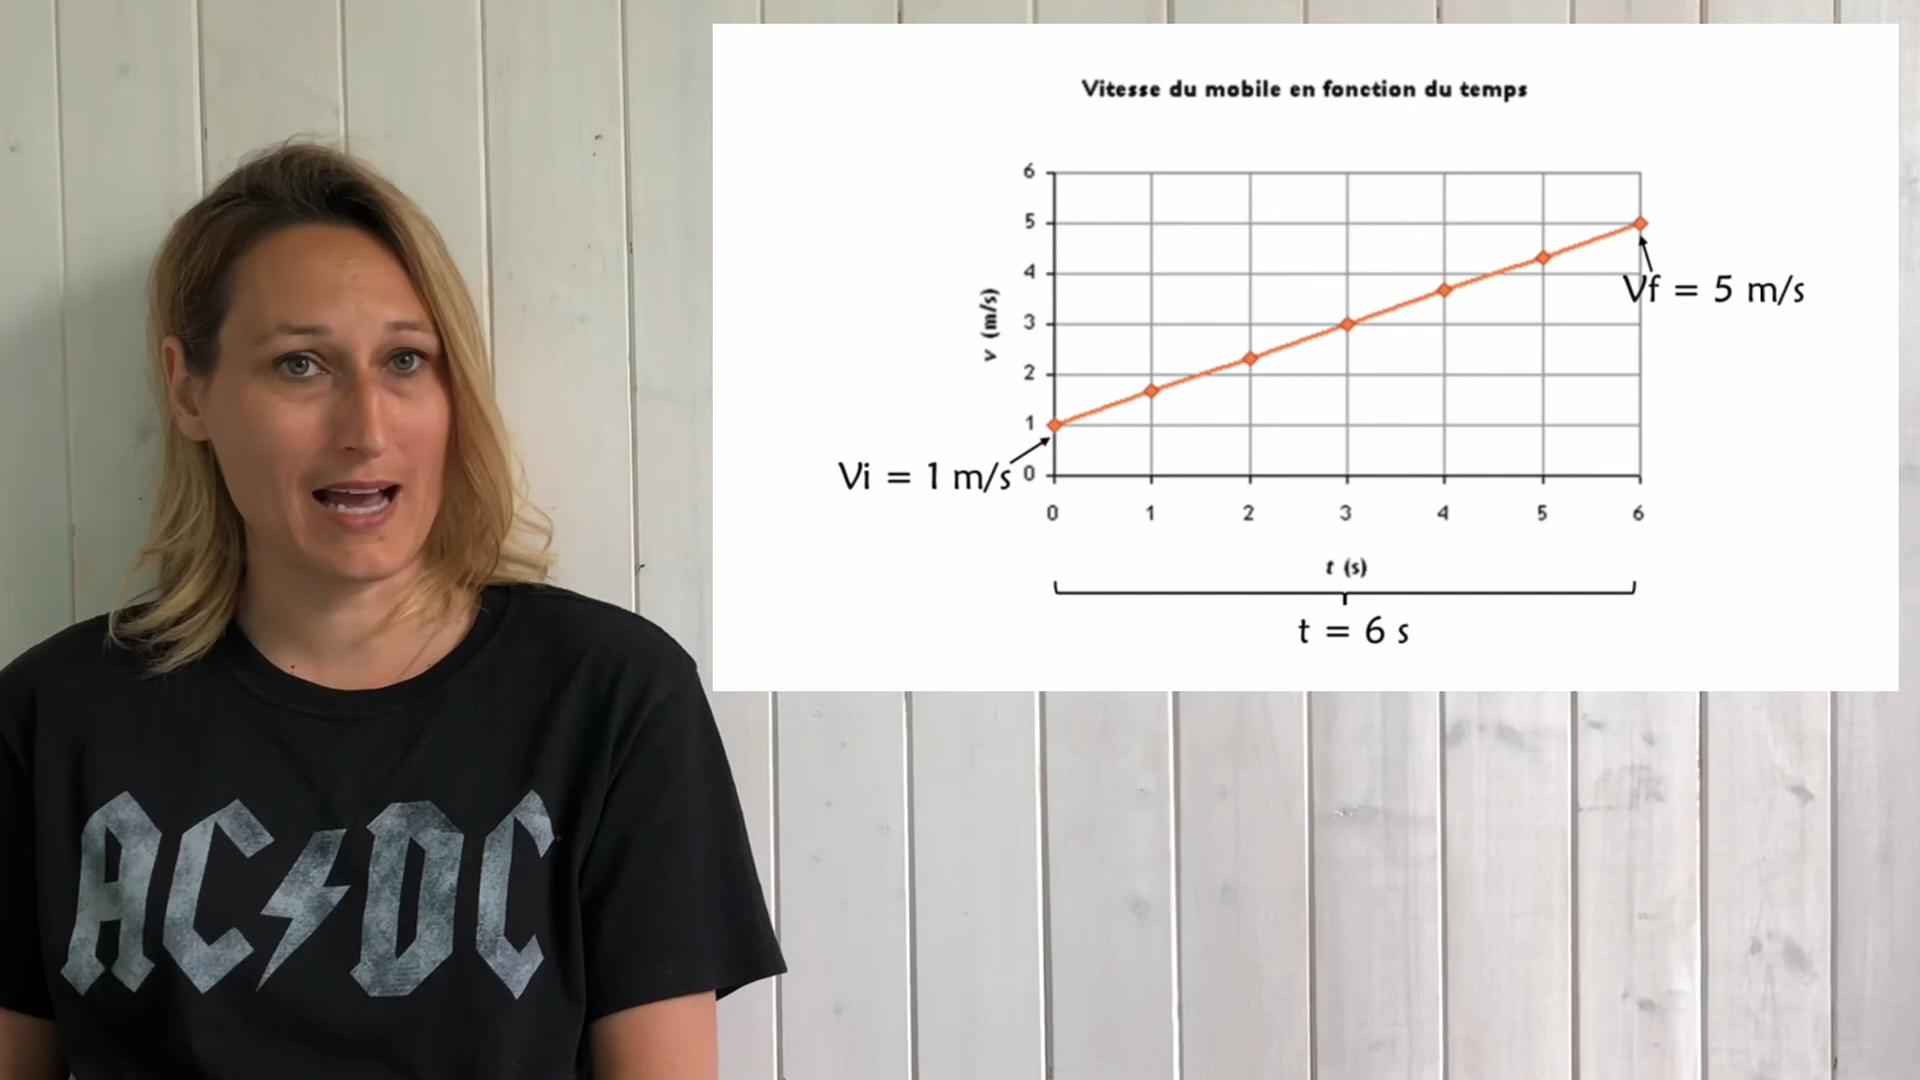 Vitesse du mobile en fonction du temps
6
5
4
3
2
1
0
v (m/s)
Vf = 5 m/s
Vi = 1 m/s
0 1 2 3 4 5 6
t (s)
t = 6 s
AC DC